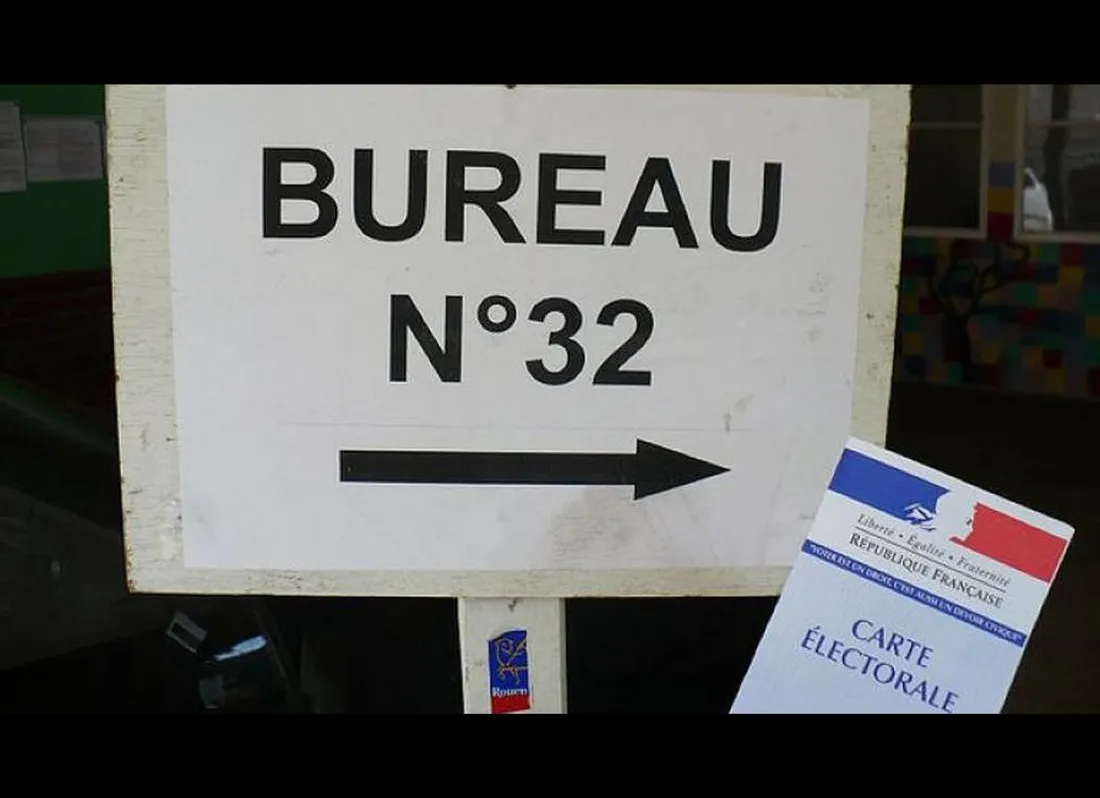 BUREAU
N°32
Liberté • Égalité • Fraternité
RÉPUBLIQUE FRANÇAISE
"VOTER EST UN DROIT, C'EST AUSSI UN DEVOIR CIVIQUE"
CARTE
ÉLECTORALE
Rouen